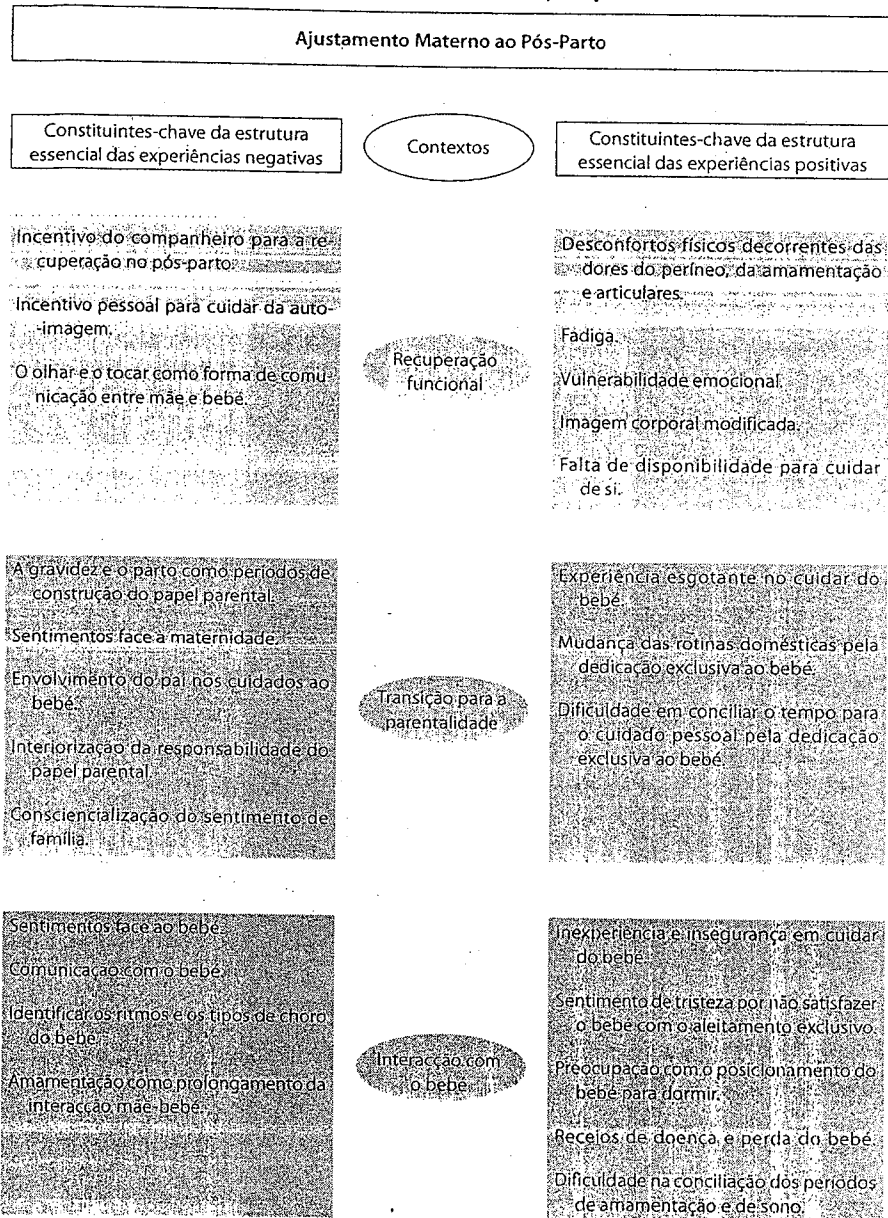 Ajustamento Materno ao Pós-Parto
Constituintes-chave da estrutura
essencial das experiências negativas
Contextos
Constituintes-chave da estrutura
essencial das experiências positivas
Incentivo do companheiro para a re-
cuperação no pós-parto.
Incentivo pessoal para cuidar da auto-
-imagem.
O olhar e o tocar como forma de comu-
nicação entre mãe e bebé.
Recuperação
funcional
Desconfortos físicos decorrentes das
dores do períneo, da amamentação
e articulares.
Fadiga.
Vulnerabilidade emocional.
Imagem corporal modificada.
Falta de disponibilidade para cuidar
de si.
A gravidez e o parto como períodos de
construção do papel parental.
Sentimentos face à maternidade.
Envolvimento do pai nos cuidados ao
bebé.
Interiorização da responsabilidade do
papel parental.
Consciencialização do sentimento de
família.
Transição para a
parentalidade
Experiência esgotante no cuidar do
bebé.
Mudança das rotinas domésticas pela
dedicação exclusiva ao bebé.
Dificuldade em conciliar o tempo para
o cuidado pessoal pela dedicação
exclusiva ao bebé.
Sentimentos face ao bebé.
Comunicação com o bebé.
Identificar os ritmos e os tipos de choro
do bebé.
Amamentação como prolongamento da
interacção mãe-bebé.
Interacção com
o bebé
Inexperiência e insegurança em cuidar
do bebé.
Sentimento de tristeza por não satisfazer
o bebé com o aleitamento exclusivo.
Preocupação com o posicionamento do
bebé para dormir.
Receios de doença e perda do bebé.
Dificuldade na conciliação dos períodos
de amamentação e de sono.